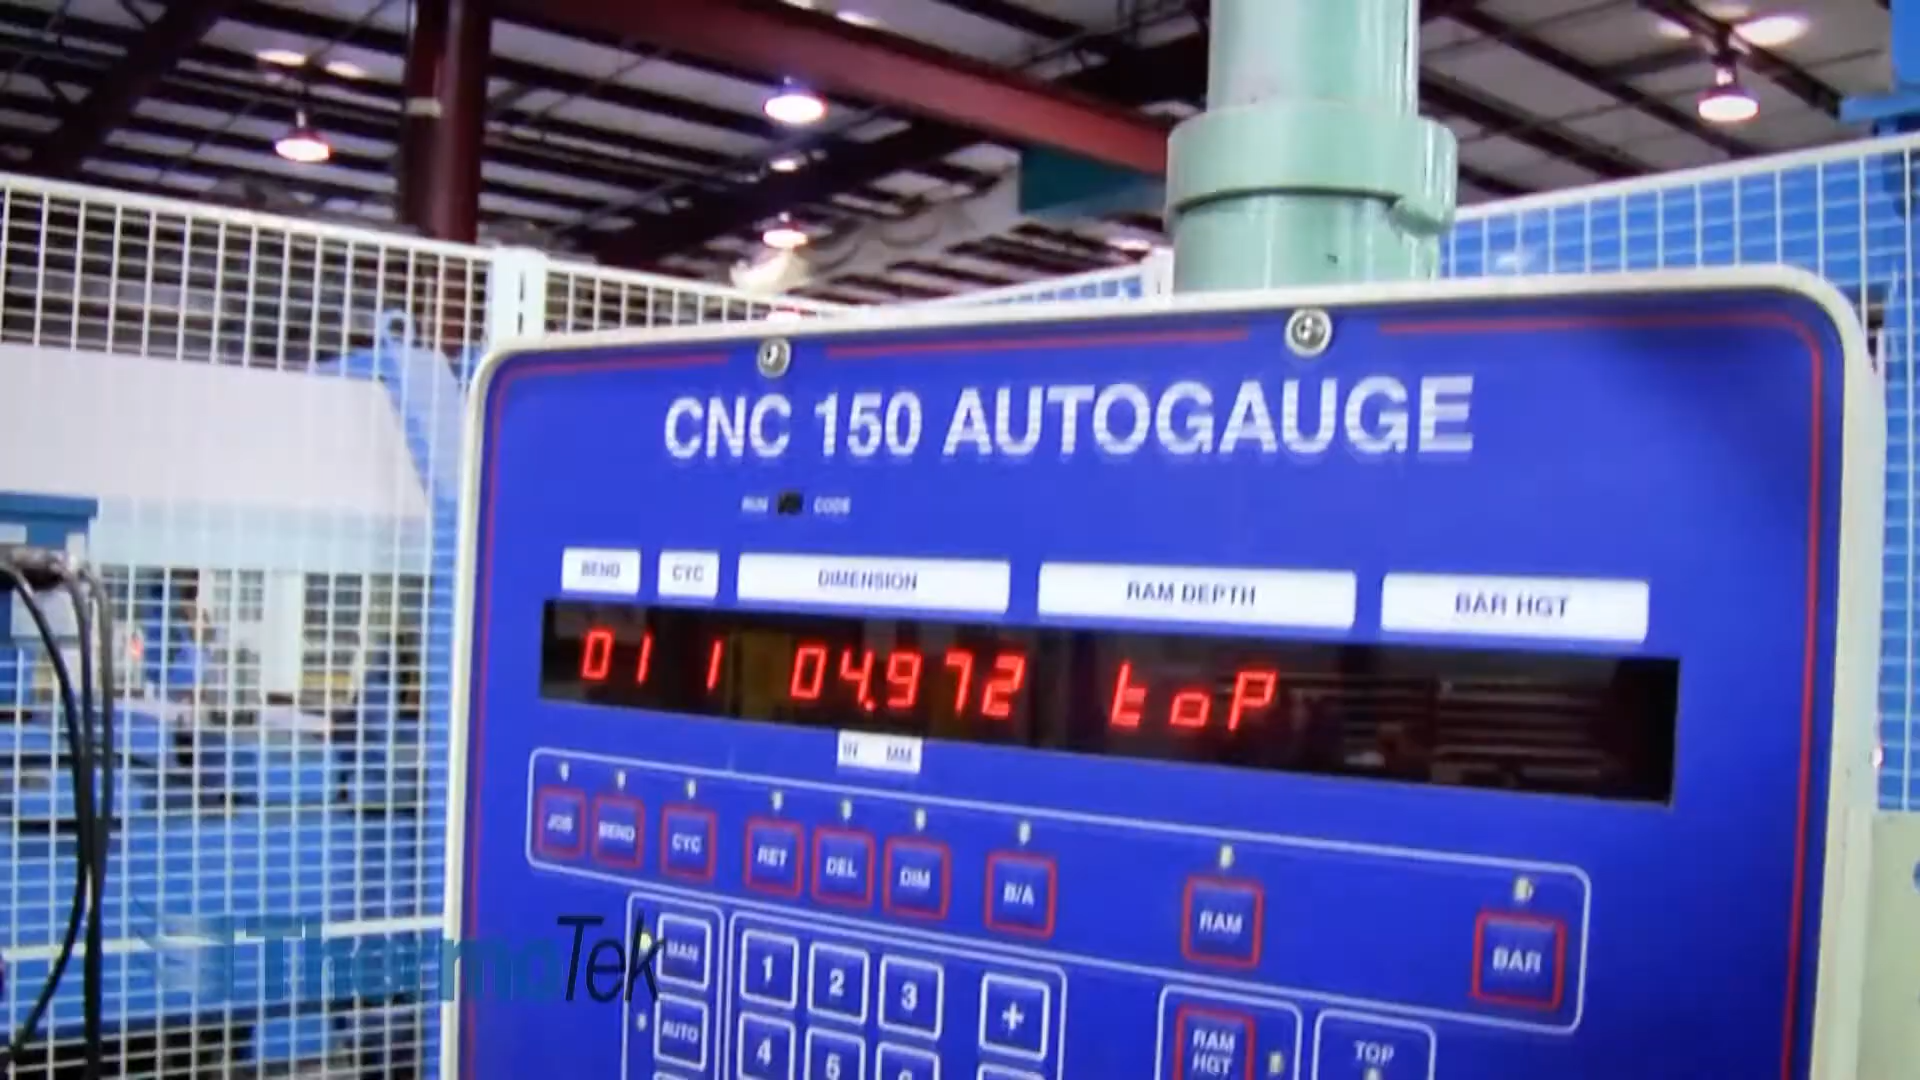 CNC 150 AUTOGAUGE
RUN CODE
BEND CYC DIMENSION RAM DEPTH BAR HGT
01 1 04.972 toP
IN MM
JOB BEND CYC RET DEL DIM B/A RAM BAR
ThermoTek
MAN 1 2 3 +
AUTO 4 5 RAM HGT TOP